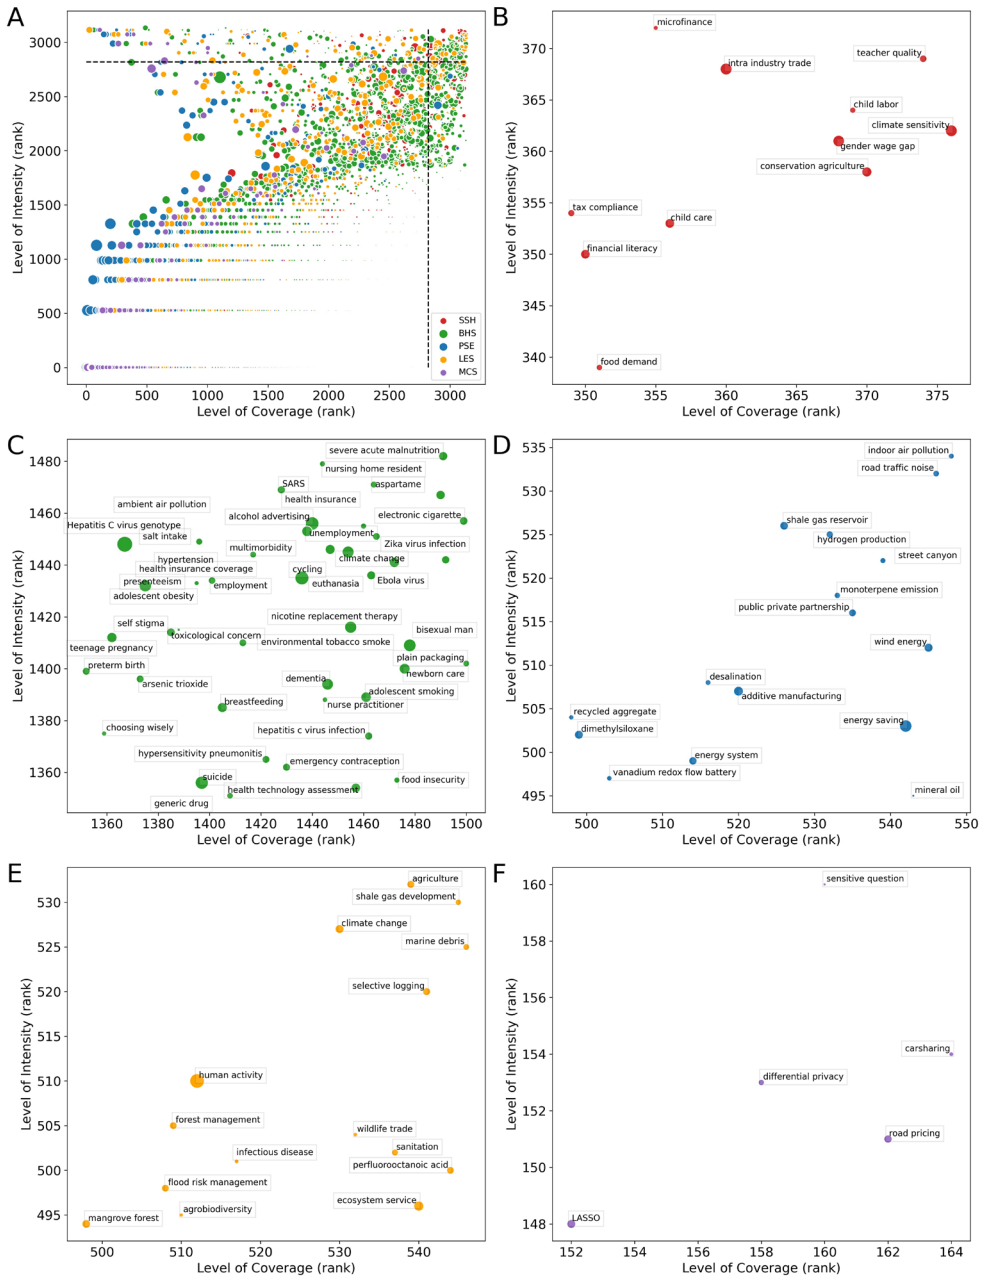 A
3000
2500
2000
1500
1000
500
0
Level of Intensity (rank)
0 500 1000 1500 2000 2500 3000
Level of Coverage (rank)
SSH
BHS
PSE
LES
MCS
B
370
365
360
355
350
345
340
Level of Intensity (rank)
350 355 360 365 370 375
Level of Coverage (rank)
microfinance
teacher quality
intra industry trade
child labor
climate sensitivity
gender wage gap
conservation agriculture
tax compliance
child care
financial literacy
food demand
C
1480
1460
1440
1420
1400
1380
1360
Level of Intensity (rank)
1360 1380 1400 1420 1440 1460 1480 1500
Level of Coverage (rank)
severe acute malnutrition
nursing home resident
SARS
aspartame
health insurance
ambient air pollution
alcohol advertising
electronic cigarette
Hepatitis C virus genotype
salt intake
unemployment
Zika virus infection
multimorbidity
hypertension
climate change
health insurance coverage
cycling
presenteeism
employment
euthanasia
Ebola virus
adolescent obesity
nicotine replacement therapy
self stigma
bisexual man
toxicological concern
environmental tobacco smoke
teenage pregnancy
plain packaging
preterm birth
newborn care
arsenic trioxide
dementia
adolescent smoking
breastfeeding
nurse practitioner
choosing wisely
hepatitis c virus infection
hypersensitivity pneumonitis
emergency contraception
suicide
food insecurity
health technology assessment
generic drug
D
535
530
525
520
515
510
505
500
495
Level of Intensity (rank)
500 510 520 530 540 550
Level of Coverage (rank)
indoor air pollution
road traffic noise
shale gas reservoir
hydrogen production
street canyon
monoterpene emission
public private partnership
wind energy
desalination
additive manufacturing
recycled aggregate
energy saving
dimethylsiloxane
energy system
vanadium redox flow battery
mineral oil
E
530
525
520
515
510
505
500
495
Level of Intensity (rank)
500 510 520 530 540
Level of Coverage (rank)
agriculture
shale gas development
climate change
marine debris
selective logging
human activity
forest management
wildlife trade
sanitation
infectious disease
perfluorooctanoic acid
flood risk management
ecosystem service
agrobiodiversity
mangrove forest
F
160
158
156
154
152
150
148
Level of Intensity (rank)
152 154 156 158 160 162 164
Level of Coverage (rank)
sensitive question
carsharing
differential privacy
road pricing
LASSO